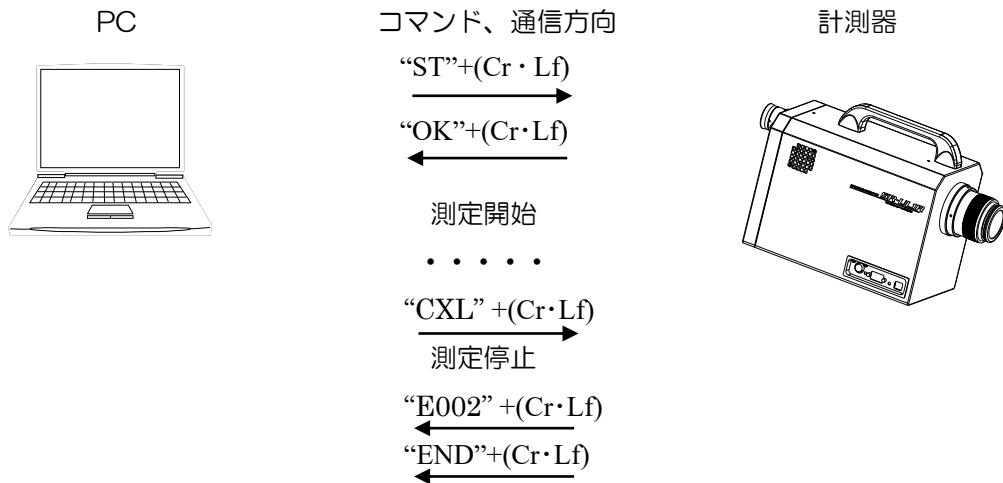 PC コマンド、通信方向 計測器
“ST”+(Cr・Lf)
“OK”+(Cr・Lf)
測定開始
・・・・・
“CXL” +(Cr・Lf)
測定停止
“E002” +(Cr・Lf)
“END”+(Cr・Lf)